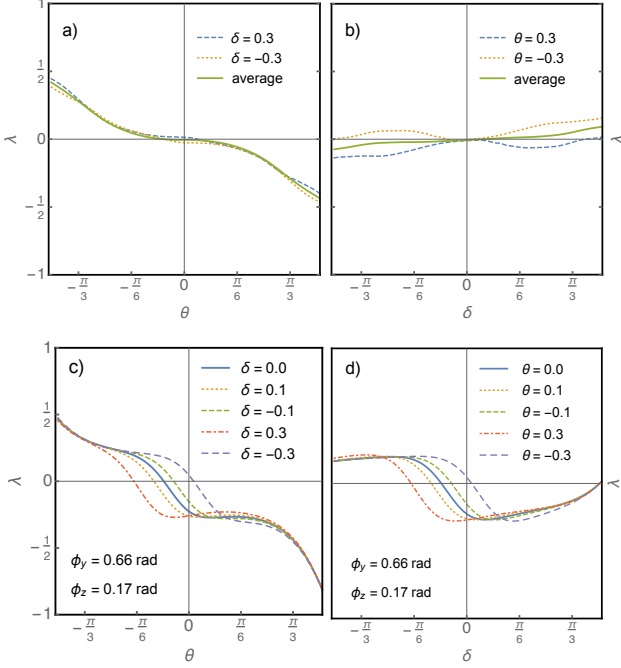 a)
δ = 0.3
δ = −0.3
average
1
1/2
0
−1/2
−1
λ
−π/3
−π/6
0
π/6
π/3
θ
b)
θ = 0.3
θ = −0.3
average
λ
−π/3
−π/6
0
π/6
π/3
δ
c)
δ = 0.0
δ = 0.1
δ = −0.1
δ = 0.3
δ = −0.3
ϕy = 0.66 rad
ϕz = 0.17 rad
1
1/2
0
−1/2
−1
λ
−π/3
−π/6
0
π/6
π/3
θ
d)
θ = 0.0
θ = 0.1
θ = −0.1
θ = 0.3
θ = −0.3
ϕy = 0.66 rad
ϕz = 0.17 rad
λ
−π/3
−π/6
0
π/6
π/3
δ